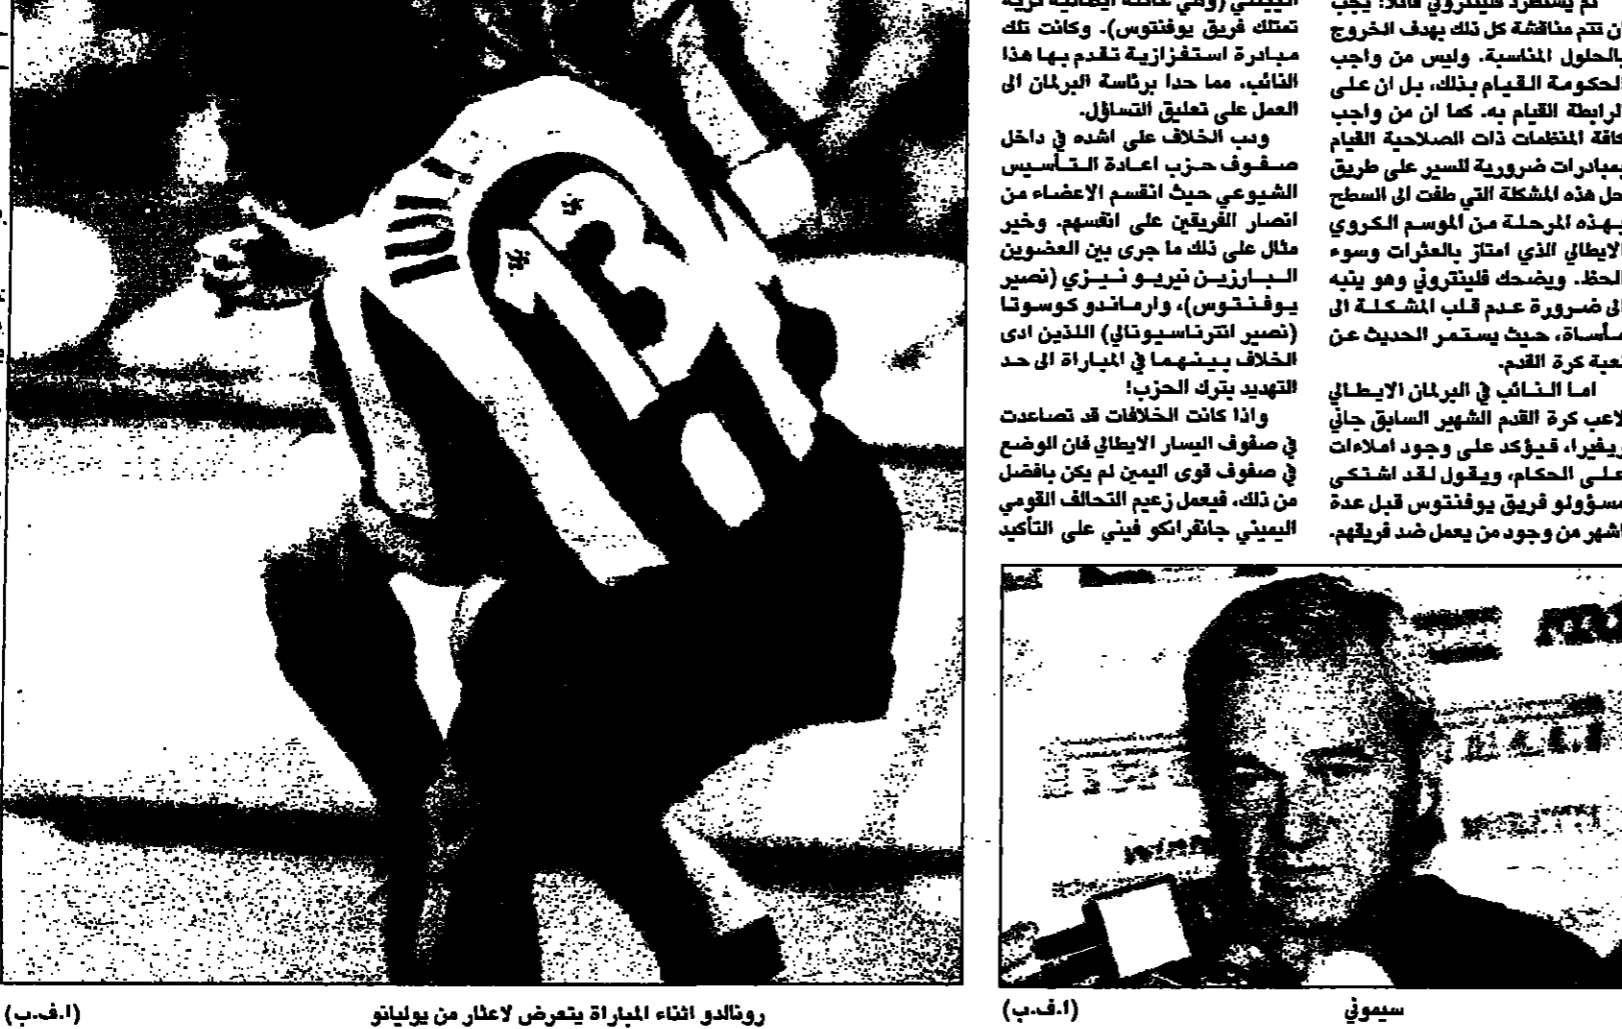 ثم يستطرد فلينتروني قائلا: يجب
ان تتم مناقشة كل ذلك بهدف الخروج
بالحلول المناسبة. وليس من واجب
الحكومة القيام بذلك، بل ان على
الرابطة القيام به. كما ان من واجب
كافة المنظمات ذات الصلاحية القيام
بمبادرات ضرورية للسير على طريق
حل هذه المشكلة التي طفت الى السطح
بهذه المرحلة من الموسم الكروي
الايطالي الذي امتاز بالعثرات وسوء
الحظ. ويضحك فلينتروني وهو ينبه
الى ضرورة عدم قلب المشكلة الى
مأساة، حيث يستمر الحديث عن
لعبة كرة القدم.
اما النائب في البرلمان الايطالي
لاعب كرة القدم الشهير السابق جاني
ريفيرا، فيؤكد على وجود املاءات
على الحكام، ويقول لقد اشتكى
مسؤولو فريق يوفنتوس قبل عدة
اشهر من وجود من يعمل ضد فريقهم.
(وهي عائلة ايطالية ثرية
تمتلك فريق يوفنتوس). وكانت تلك
مبادرة استفزازية تقدم بها هذا
النائب، مما حدا برئاسة البرلمان الى
العمل على تعليق التساؤل.
ودب الخلاف على اشده في داخل
صفوف حزب اعادة التأسيس
الشيوعي حيث انقسم الاعضاء من
انصار الفريقين على انفسهم. وخير
مثال على ذلك ما جرى بين العضوين
البارزين نيريو نيزي (نصير
يوفنتوس)، وارماندو كوسوتا
(نصير انترناسيونالي) اللذين ادى
الخلاف بينهما في المباراة الى حد
التهديد بترك الحزب!
واذا كانت الخلافات قد تصاعدت
في صفوف اليسار الايطالي فان الوضع
في صفوف قوى اليمين لم يكن بافضل
من ذلك، فيعمل زعيم التحالف القومي
اليميني جانفرانكو فيني على التأكيد
سيموني
(ا.ف.ب)
رونالدو اثناء المباراة يتعرض لاعثار من يوليانو
(ا.ف.ب)